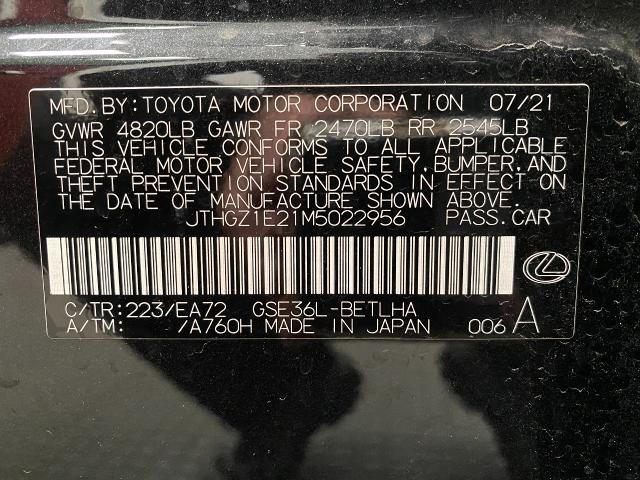 MFD. BY: TOYOTA MOTOR CORPORATION 07/21
GVWR 4820LB GAWR FR 2470LB RR 2545LB
THIS VEHICLE CONFORMS TO ALL APPLICABLE
FEDERAL MOTOR VEHICLE SAFETY, BUMPER, AND
THEFT PREVENTION STANDARDS IN EFFECT ON
THE DATE OF MANUFACTURE SHOWN ABOVE.
JTHGZ1E21M5022956 PASS. CAR
C/TR: 223/EA72 GSE36L-BETLHA
A/TM: /A760H MADE IN JAPAN 006 A